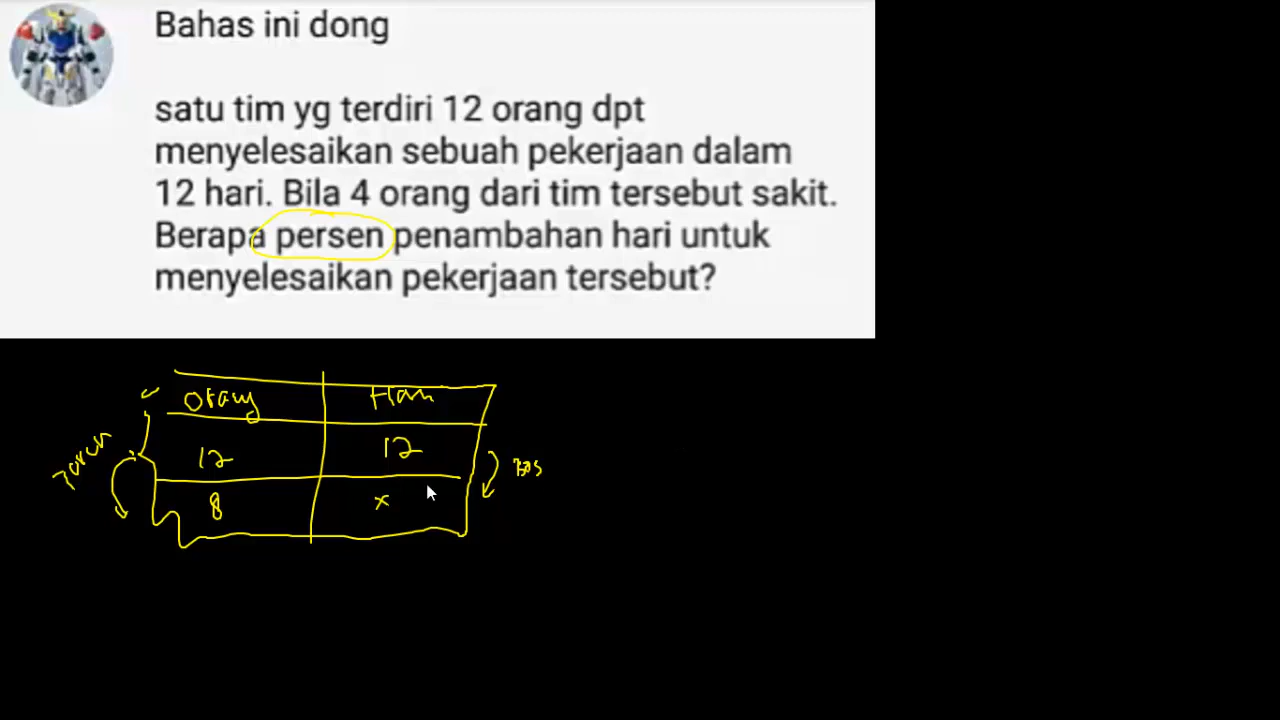 Bahas ini dong
satu tim yg terdiri 12 orang dpt
menyelesaikan sebuah pekerjaan dalam
12 hari. Bila 4 orang dari tim tersebut sakit.
Berapa persen penambahan hari untuk
menyelesaikan pekerjaan tersebut?
Orang Hari
12 12
8 x